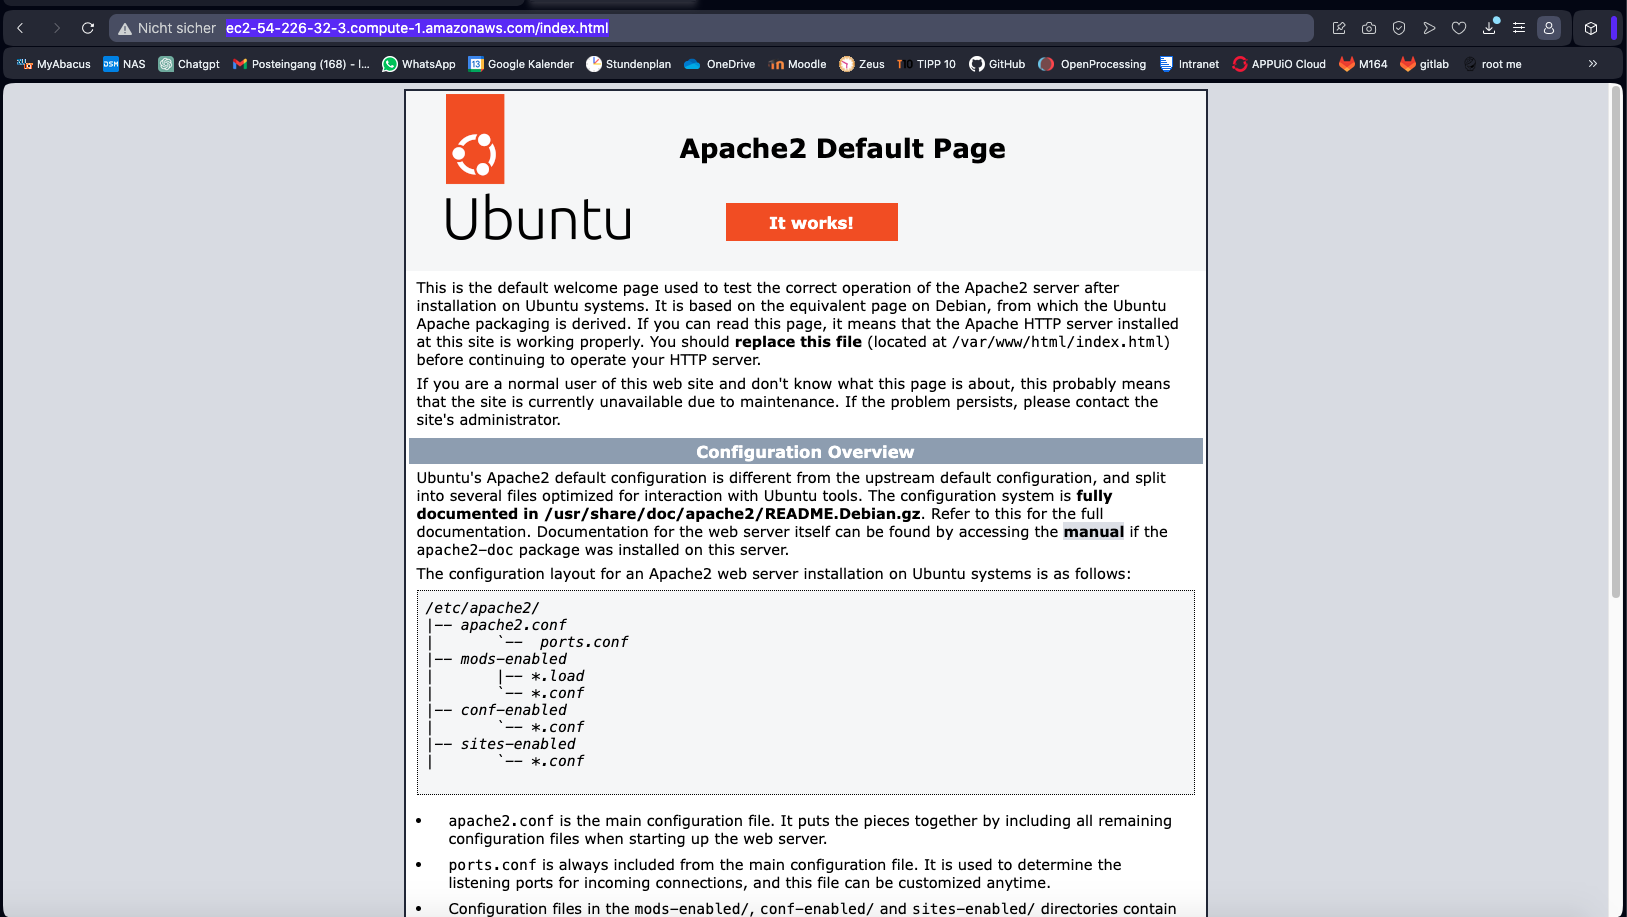 Nicht sicher ec2-54-226-32-3.compute-1.amazonaws.com/index.html
MyAbacus NAS Chatgpt Posteingang (168) - I... WhatsApp Google Kalender Stundenplan OneDrive Moodle Zeus TIPP 10 GitHub OpenProcessing Intranet APPUiO Cloud M164 gitlab root me »
Apache2 Default Page
Ubuntu
It works!
This is the default welcome page used to test the correct operation of the Apache2 server after
installation on Ubuntu systems. It is based on the equivalent page on Debian, from which the Ubuntu
Apache packaging is derived. If you can read this page, it means that the Apache HTTP server installed
at this site is working properly. You should replace this file (located at /var/www/html/index.html)
before continuing to operate your HTTP server.
If you are a normal user of this web site and don't know what this page is about, this probably means
that the site is currently unavailable due to maintenance. If the problem persists, please contact the
site's administrator.
Configuration Overview
Ubuntu's Apache2 default configuration is different from the upstream default configuration, and split
into several files optimized for interaction with Ubuntu tools. The configuration system is fully
documented in /usr/share/doc/apache2/README.Debian.gz. Refer to this for the full
documentation. Documentation for the web server itself can be found by accessing the manual if the
apache2-doc package was installed on this server.
The configuration layout for an Apache2 web server installation on Ubuntu systems is as follows:
/etc/apache2/
|-- apache2.conf
|       `--  ports.conf
|-- mods-enabled
|       |-- *.load
|       `-- *.conf
|-- conf-enabled
|       `-- *.conf
|-- sites-enabled
|       `-- *.conf
• apache2.conf is the main configuration file. It puts the pieces together by including all remaining
configuration files when starting up the web server.
• ports.conf is always included from the main configuration file. It is used to determine the
listening ports for incoming connections, and this file can be customized anytime.
• Configuration files in the mods-enabled/, conf-enabled/ and sites-enabled/ directories contain